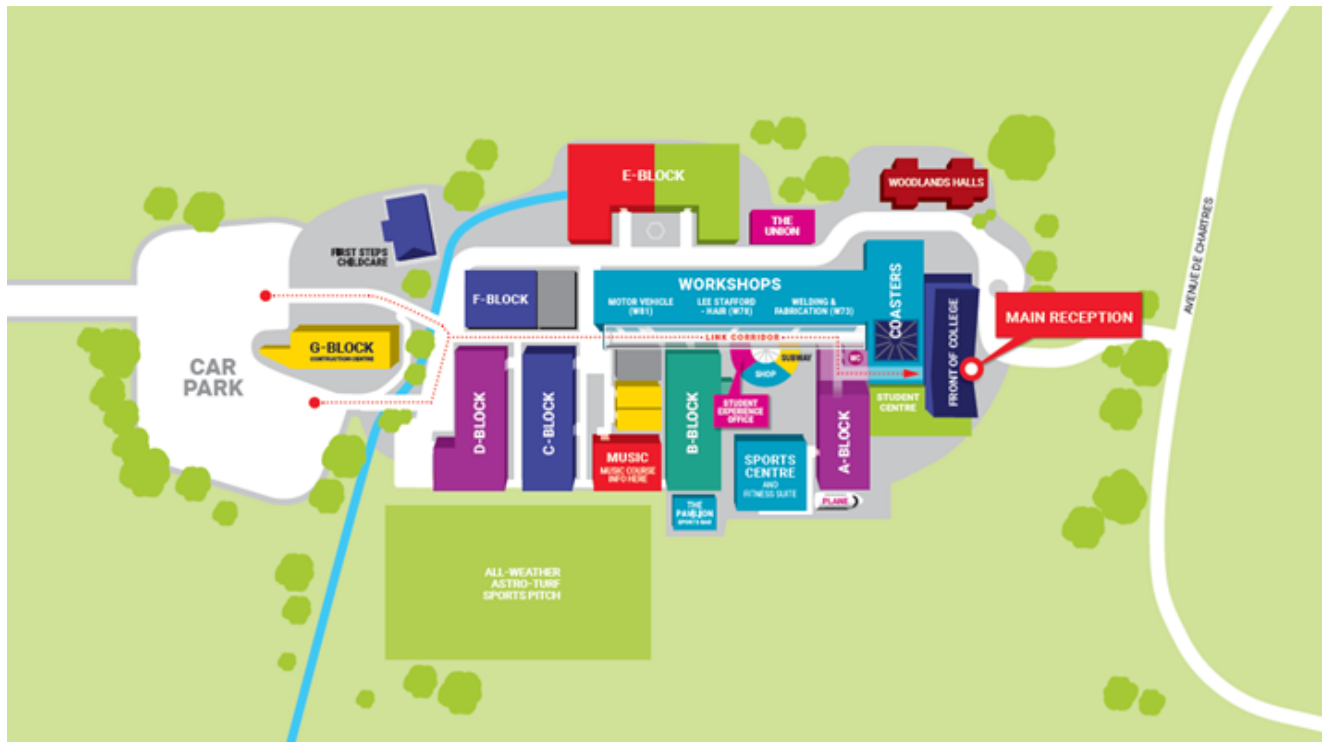 E-BLOCK
WOODLANDS HALLS
THE
UNION
AVENUE DE CHARTRES
FIRST STEPS
CHILDCARE
F-BLOCK
WORKSHOPS
MOTOR VEHICLE
(W81)
LEE STAFFORD
- HAIR (W78)
WELDING &
FABRICATION (W73)
COASTERS
FRONT OF COLLEGE
MAIN RECEPTION
LINK CORRIDOR
G-BLOCK
CONTRUCTION CENTRE
CAR
PARK
SUBWAY
SHOP
WC
STUDENT
EXPERIENCE
OFFICE
STUDENT
CENTRE
D-BLOCK
C-BLOCK
B-BLOCK
A-BLOCK
MUSIC
MUSIC COURSE
INFO HERE
SPORTS
CENTRE
AND
FITNESS SUITE
PLANE
THE
PAVILION
SPORTS BAR
ALL-WEATHER
ASTRO-TURF
SPORTS PITCH